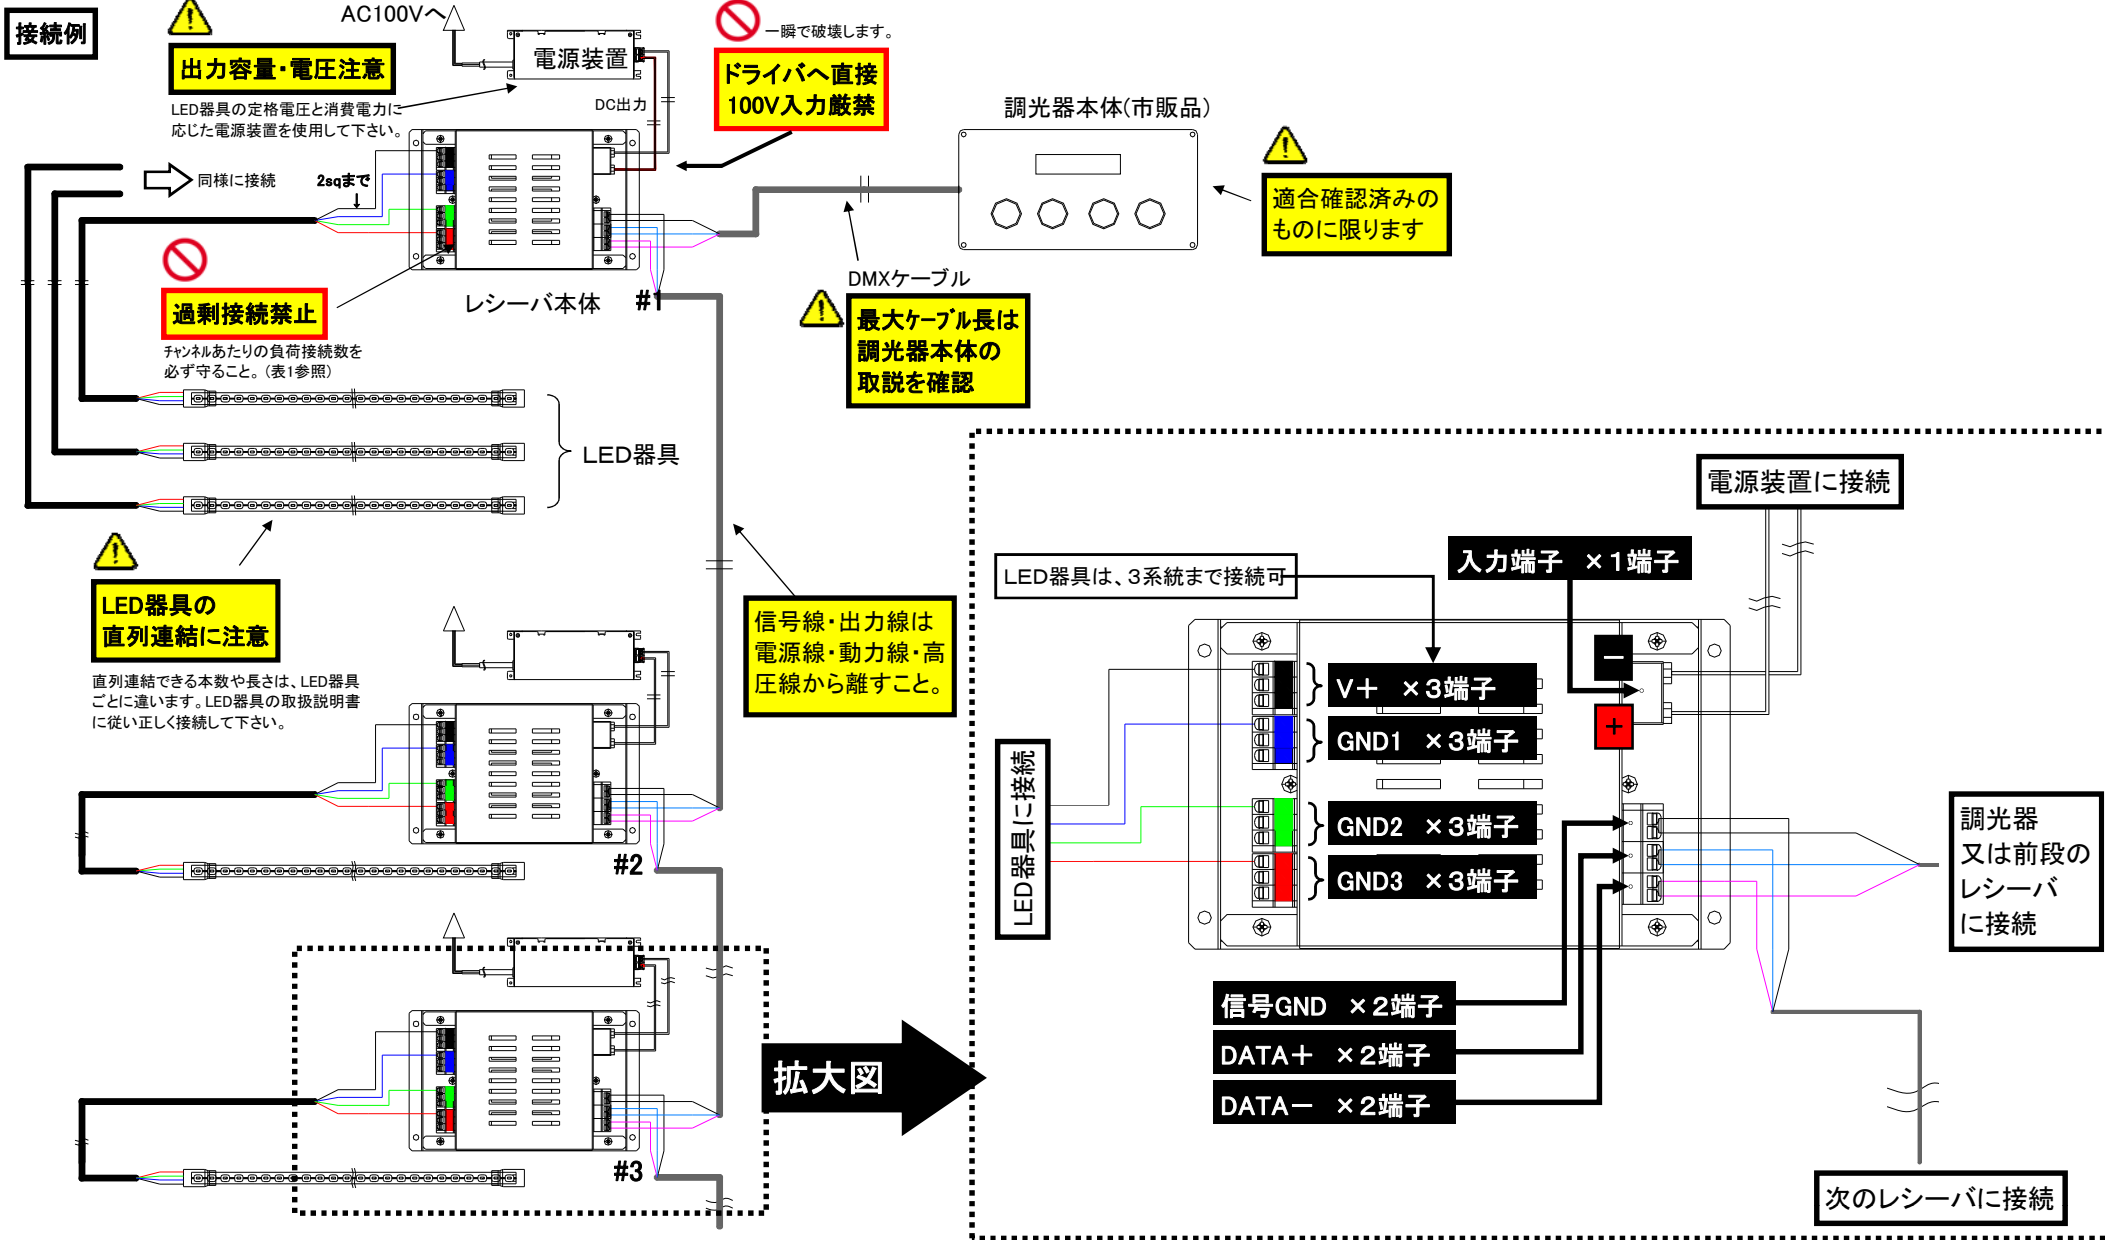 接続例
AC100Vへ
出力容量・電圧注意
LED器具の定格電圧と消費電力に
応じた電源装置を使用して下さい。
電源装置
DC出力
一瞬で破壊します。
ドライバへ直接
100V入力厳禁
調光器本体(市販品)
適合確認済みの
ものに限ります
同様に接続
2sqまで
過剰接続禁止
チャンネルあたりの負荷接続数を
必ず守ること。(表1参照)
レシーバ本体
#1
DMXケーブル
最大ケーブル長は
調光器本体の
取説を確認
LED器具
LED器具の
直列連結に注意
直列連結できる本数や長さは、LED器具
ごとに違います。LED器具の取扱説明書
に従い正しく接続して下さい。
信号線・出力線は
電源線・動力線・高
圧線から離すこと。
#2
#3
拡大図
電源装置に接続
LED器具は、3系統まで接続可
入力端子 ×1端子
－
＋
V＋ ×3端子
GND1 ×3端子
GND2 ×3端子
GND3 ×3端子
LED器具に接続
調光器
又は前段の
レシーバ
に接続
信号GND ×2端子
DATA＋ ×2端子
DATA－ ×2端子
次のレシーバに接続